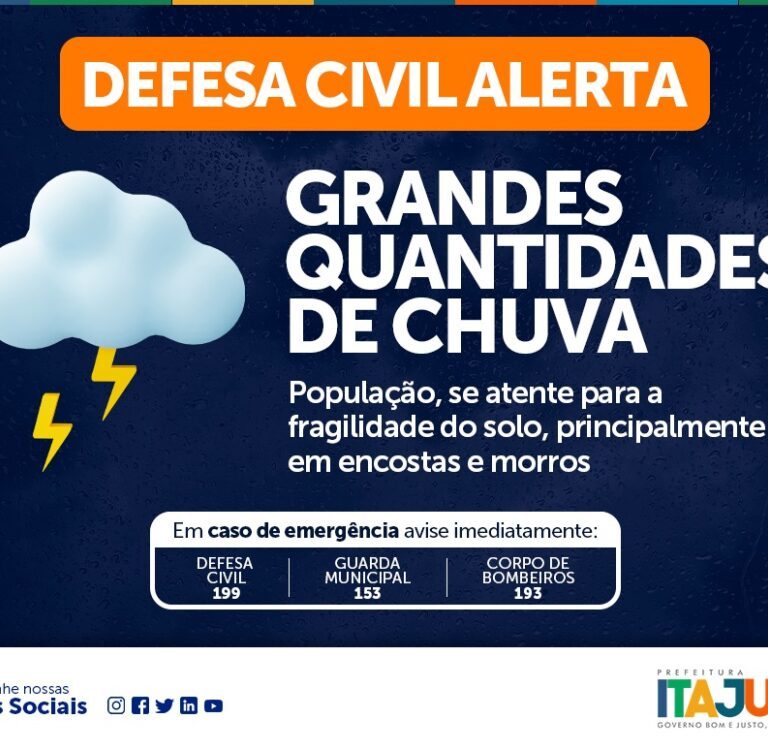 DEFESA CIVIL ALERTA
GRANDES
QUANTIDADES
DE CHUVA
População, se atente para a
fragilidade do solo, principalmente
em encostas e morros
Em caso de emergência avise imediatamente:
DEFESA
CIVIL
199
GUARDA
MUNICIPAL
153
CORPO DE
BOMBEIROS
193
nossas
Sociais
PREFEITURA
ITAJU
GOVERNO BOM E JUSTO,